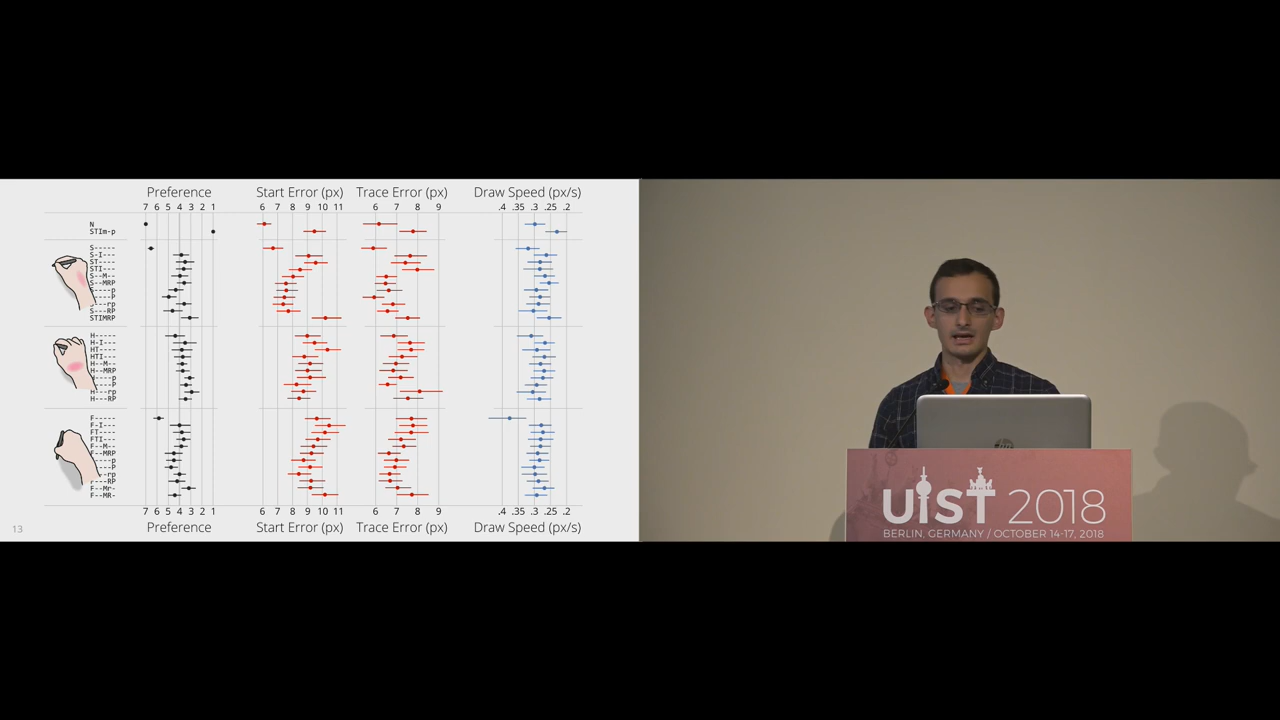 Preference Start Error (px) Trace Error (px) Draw Speed (px/s)
7 6 5 4 3 2 1 6 7 8 9 10 11 6 7 8 9 .4 .35 .3 .25 .2
N
STIm-p
S-----
S-I---
ST----
STI---
S--M--
S--MRP
----P
--rp
S---RP
STIMRP
H-----
H-I---
HT----
HTI---
H--M--
H--MRP
H---RP
F-----
F-I---
FT----
FTI---
F--M--
F--MRP
F--Mr-
F--MR-
7 6 5 4 3 2 1 6 7 8 9 10 11 6 7 8 9 .4 .35 .3 .25 .2
Preference Start Error (px) Trace Error (px) Draw Speed (px/s)
13
UIST 2018
BERLIN, GERMANY / OCTOBER 14-17, 2018